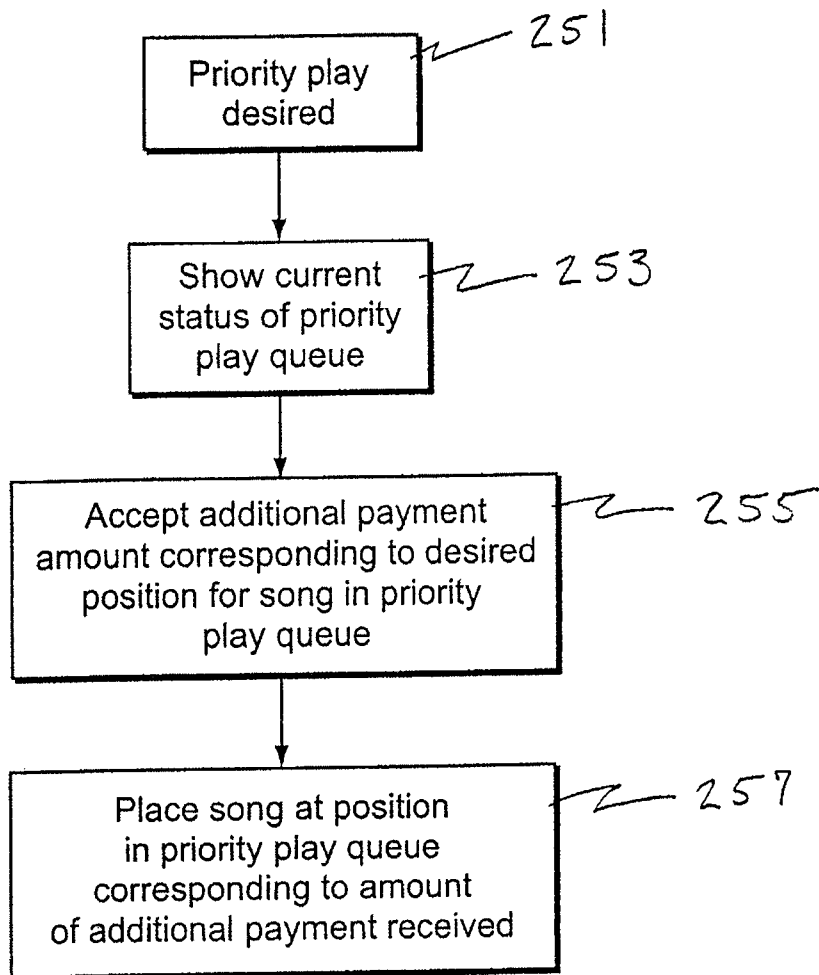 Priority play
desired
251
Show current
status of priority
play queue
253
Accept additional payment
amount corresponding to desired
position for song in priority
play queue
255
Place song at position
in priority play queue
corresponding to amount
of additional payment received
257